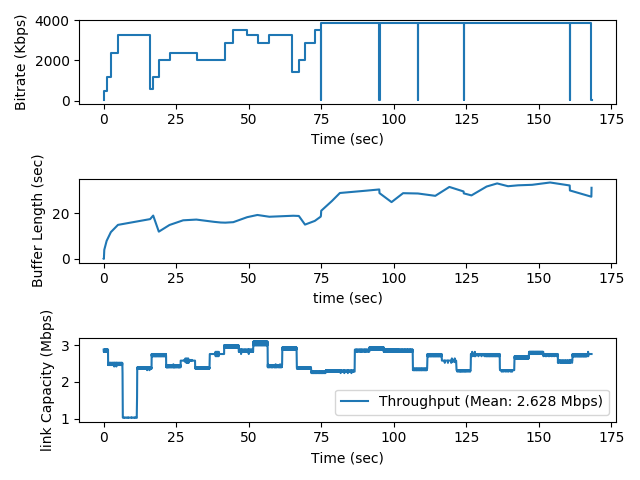 4000
2000
0
Bitrate (Kbps)
0 25 50 75 100 125 150 175
Time (sec)
20
0
Buffer Length (sec)
0 25 50 75 100 125 150 175
time (sec)
3
2
1
link Capacity (Mbps)
Throughput (Mean: 2.628 Mbps)
0 25 50 75 100 125 150 175
Time (sec)